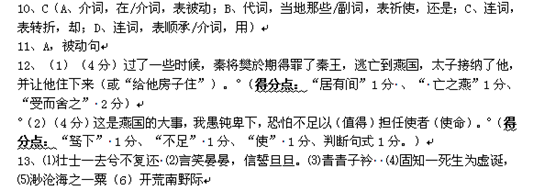 10、C（A、介词，在/介词，表被动；B、代词，当地那些/副词，表祈使，还是；C、连词，
表转折，却；D、连词，表顺承/介词，用）↵
11、A，被动句↵
12、（1）（4分）过了一些时候，秦将樊於期得罪了秦王，逃亡到燕国，太子接纳了他，
并让他住下来（或“给他房子住”）。°（得分点：“居有间”1分·、“·亡之燕”1分、
“受而舍之”·2分）↵
°（2）（4分）这是燕国的大事，我愚钝卑下，恐怕不足以（值得）担任使者（使命）。°（得
分点：“驽下”·1分、“不足”·1分、“使”·1分、判断句式1分。）↵
13、⑴壮士一去兮不复还·⑵言笑晏晏，信誓旦旦。⑶青青子衿··⑷固知一死生为虚诞，
⑸渺沧海之一粟（6）开荒南野际↵